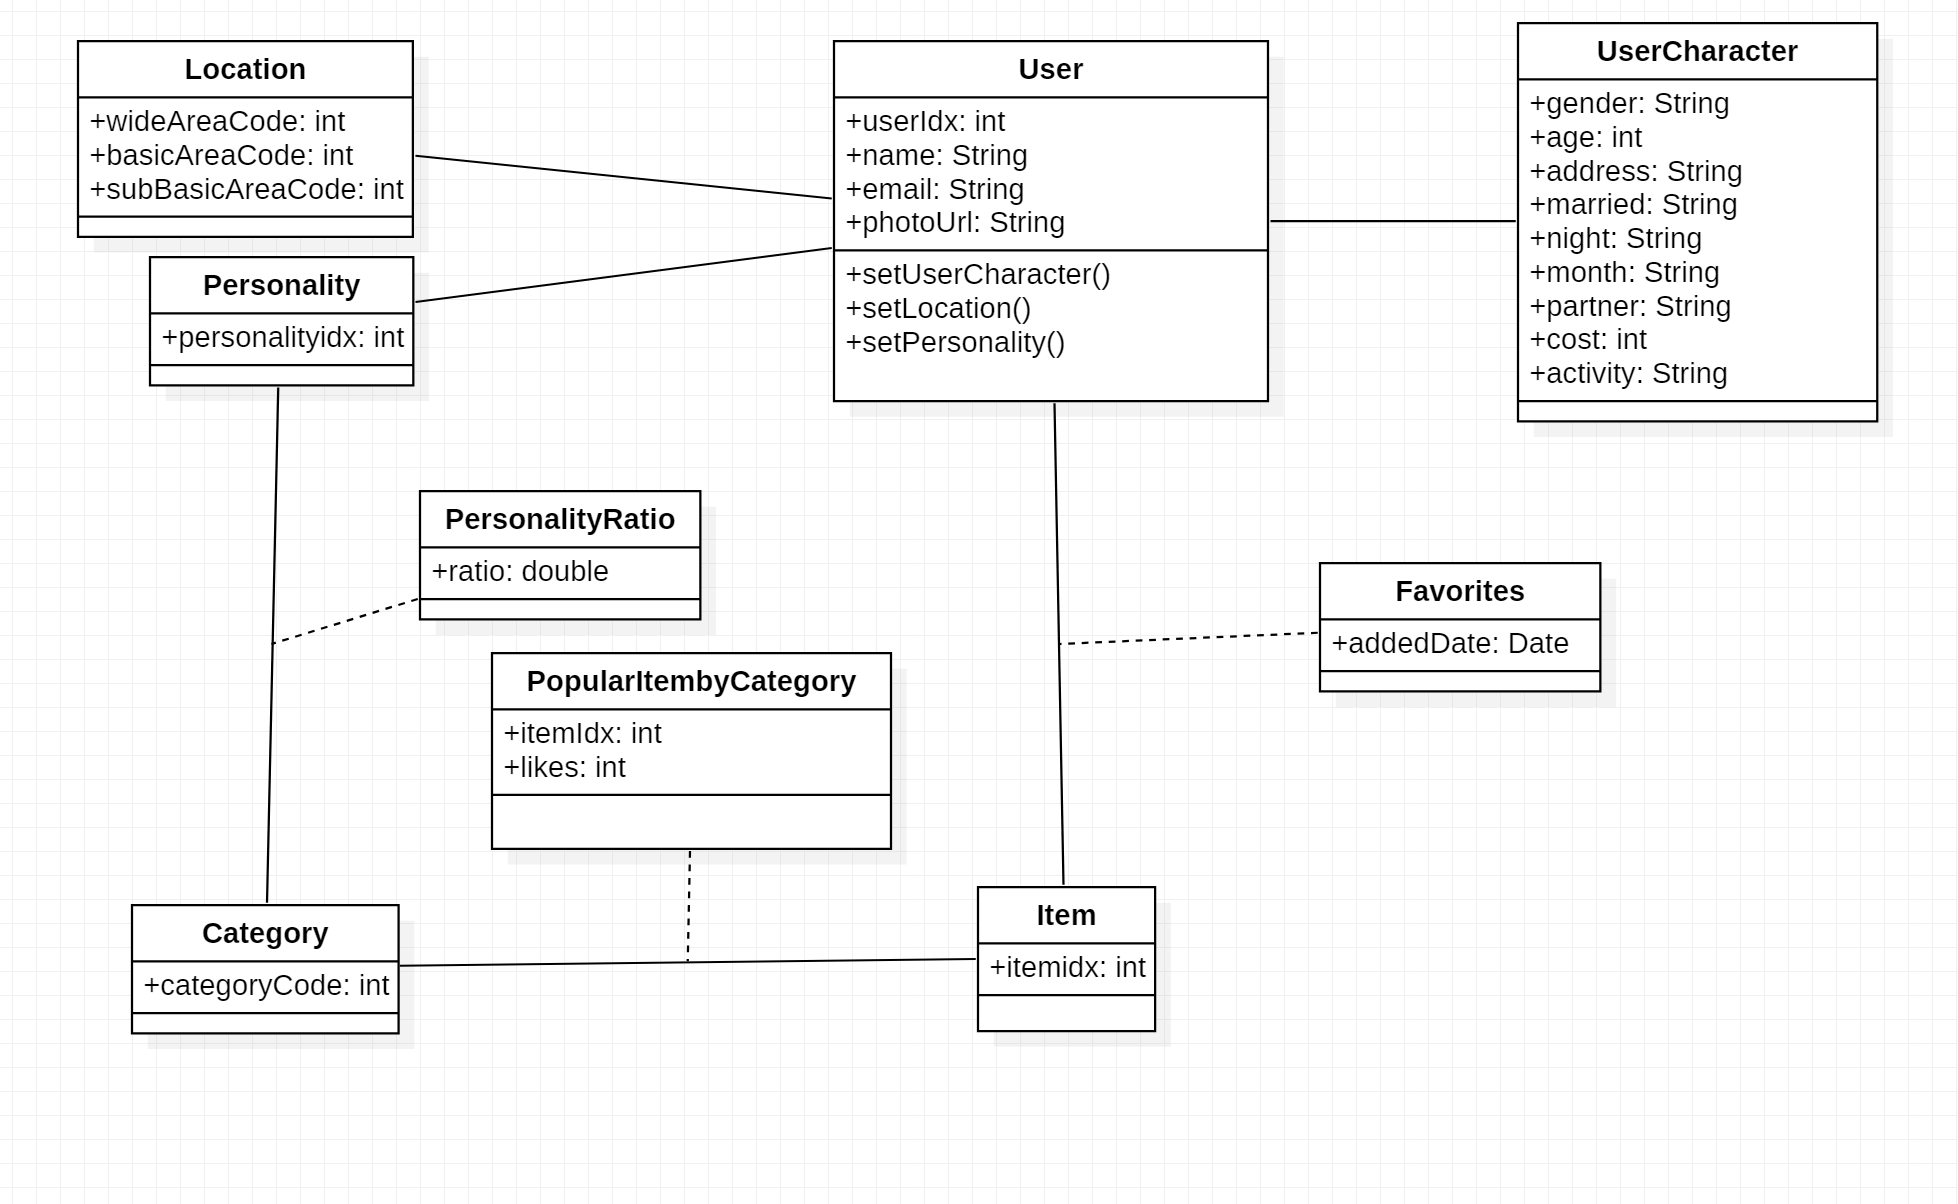 Location
+wideAreaCode: int
+basicAreaCode: int
+subBasicAreaCode: int
User
+userIdx: int
+name: String
+email: String
+photoUrl: String
+setUserCharacter()
+setLocation()
+setPersonality()
UserCharacter
+gender: String
+age: int
+address: String
+married: String
+night: String
+month: String
+partner: String
+cost: int
+activity: String
Personality
+personalityidx: int
PersonalityRatio
+ratio: double
Favorites
+addedDate: Date
PopularItembyCategory
+itemIdx: int
+likes: int
Category
+categoryCode: int
Item
+itemidx: int